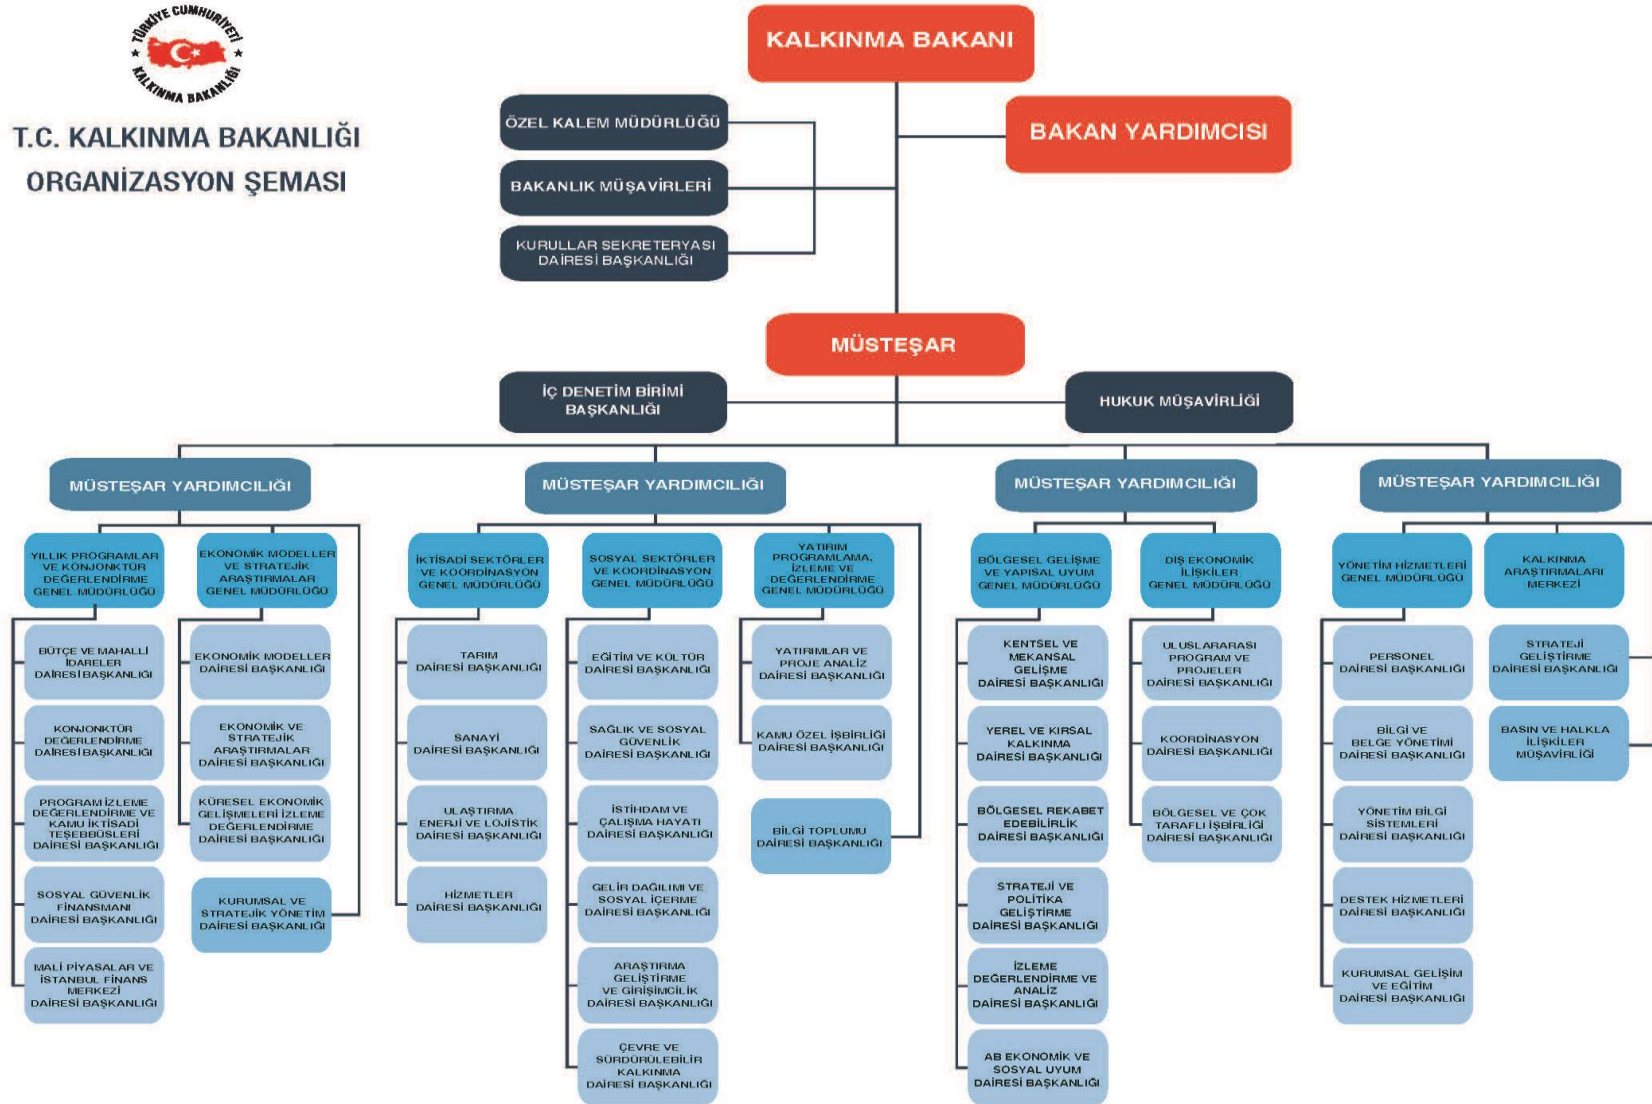 TÜRKİYE CUMHURİYETİ
KALKINMA BAKANLIĞI
T.C. KALKINMA BAKANLIĞI
ORGANİZASYON ŞEMASI
KALKINMA BAKANI
BAKAN YARDIMCISI
ÖZEL KALEM MÜDÜRLÜĞÜ
BAKANLIK MÜŞAVİRLERİ
KURULLAR SEKRETERYASI
DAİRESİ BAŞKANLIĞI
MÜSTEŞAR
İÇ DENETİM BİRİMİ
BAŞKANLIĞI
HUKUK MÜŞAVİRLİĞİ
MÜSTEŞAR YARDIMCILIĞI
YILLIK PROGRAMLAR
VE KONJONKTÜR
DEĞERLENDİRME
GENEL MÜDÜRLÜĞÜ
BÜTÇE VE MAHALLİ
İDARELER
DAİRESİ BAŞKANLIĞI
KONJONKTÜR
DEĞERLENDİRME
DAİRESİ BAŞKANLIĞI
PROGRAM İZLEME
DEĞERLENDİRME VE
KAMU İKTİSADİ
TEŞEBBÜSLERİ
DAİRESİ BAŞKANLIĞI
SOSYAL GÜVENLİK
FİNANSMANI
DAİRESİ BAŞKANLIĞI
MALİ PİYASALAR VE
İSTANBUL FİNANS
MERKEZİ
DAİRESİ BAŞKANLIĞI
EKONOMİK MODELLER
VE STRATEJİK
ARAŞTIRMALAR
GENEL MÜDÜRLÜĞÜ
EKONOMİK MODELLER
DAİRESİ BAŞKANLIĞI
EKONOMİK VE
STRATEJİK
ARAŞTIRMALAR
DAİRESİ BAŞKANLIĞI
KÜRESEL EKONOMİK
GELİŞMELERİ İZLEME
DEĞERLENDİRME
DAİRESİ BAŞKANLIĞI
KURUMSAL VE
STRATEJİK YÖNETİM
DAİRESİ BAŞKANLIĞI
MÜSTEŞAR YARDIMCILIĞI
İKTİSADİ SEKTÖRLER
VE KOORDİNASYON
GENEL MÜDÜRLÜĞÜ
TARIM
DAİRESİ BAŞKANLIĞI
SANAYİ
DAİRESİ BAŞKANLIĞI
ULAŞTIRMA
ENERJİ VE LOJİSTİK
DAİRESİ BAŞKANLIĞI
HİZMETLER
DAİRESİ BAŞKANLIĞI
SOSYAL SEKTÖRLER
VE KOORDİNASYON
GENEL MÜDÜRLÜĞÜ
EĞİTİM VE KÜLTÜR
DAİRESİ BAŞKANLIĞI
SAĞLIK VE SOSYAL
GÜVENLİK
DAİRESİ BAŞKANLIĞI
İSTİHDAM VE
ÇALIŞMA HAYATI
DAİRESİ BAŞKANLIĞI
GELİR DAĞILIMI VE
SOSYAL İÇERME
DAİRESİ BAŞKANLIĞI
ARAŞTIRMA
GELİŞTİRME
VE GİRİŞİMCİLİK
DAİRESİ BAŞKANLIĞI
ÇEVRE VE
SÜRDÜRÜLEBİLİR
KALKINMA
DAİRESİ BAŞKANLIĞI
YATIRIM
PROGRAMLAMA,
İZLEME VE
DEĞERLENDİRME
GENEL MÜDÜRLÜĞÜ
YATIRIMLAR VE
PROJE ANALİZ
DAİRESİ BAŞKANLIĞI
KAMU ÖZEL İŞBİRLİĞİ
DAİRESİ BAŞKANLIĞI
BİLGİ TOPLUMU
DAİRESİ BAŞKANLIĞI
MÜSTEŞAR YARDIMCILIĞI
BÖLGESEL GELİŞME
VE YAPISAL UYUM
GENEL MÜDÜRLÜĞÜ
KENTSEL VE
MEKANSAL
GELİŞME
DAİRESİ BAŞKANLIĞI
YEREL VE KIRSAL
KALKINMA
DAİRESİ BAŞKANLIĞI
BÖLGESEL REKABET
EDEBİLİRLİK
DAİRESİ BAŞKANLIĞI
STRATEJİ VE
POLİTİKA
GELİŞTİRME
DAİRESİ BAŞKANLIĞI
İZLEME
DEĞERLENDİRME VE
ANALİZ
DAİRESİ BAŞKANLIĞI
AB EKONOMİK VE
SOSYAL UYUM
DAİRESİ BAŞKANLIĞI
DIŞ EKONOMİK
İLİŞKİLER
GENEL MÜDÜRLÜĞÜ
ULUSLARARASI
PROGRAM VE
PROJELER
DAİRESİ BAŞKANLIĞI
KOORDİNASYON
DAİRESİ BAŞKANLIĞI
BÖLGESEL VE ÇOK
TARAFLI İŞBİRLİĞİ
DAİRESİ BAŞKANLIĞI
MÜSTEŞAR YARDIMCILIĞI
YÖNETİM HİZMETLERİ
GENEL MÜDÜRLÜĞÜ
PERSONEL
DAİRESİ BAŞKANLIĞI
BİLGİ VE
BELGE YÖNETİMİ
DAİRESİ BAŞKANLIĞI
YÖNETİM BİLGİ
SİSTEMLERİ
DAİRESİ BAŞKANLIĞI
DESTEK HİZMETLERİ
DAİRESİ BAŞKANLIĞI
KURUMSAL GELİŞİM
VE EĞİTİM
DAİRESİ BAŞKANLIĞI
KALKINMA
ARAŞTIRMALARI
MERKEZİ
STRATEJİ
GELİŞTİRME
DAİRESİ BAŞKANLIĞI
BASIN VE HALKLA
İLİŞKİLER
MÜŞAVİRLİĞİ